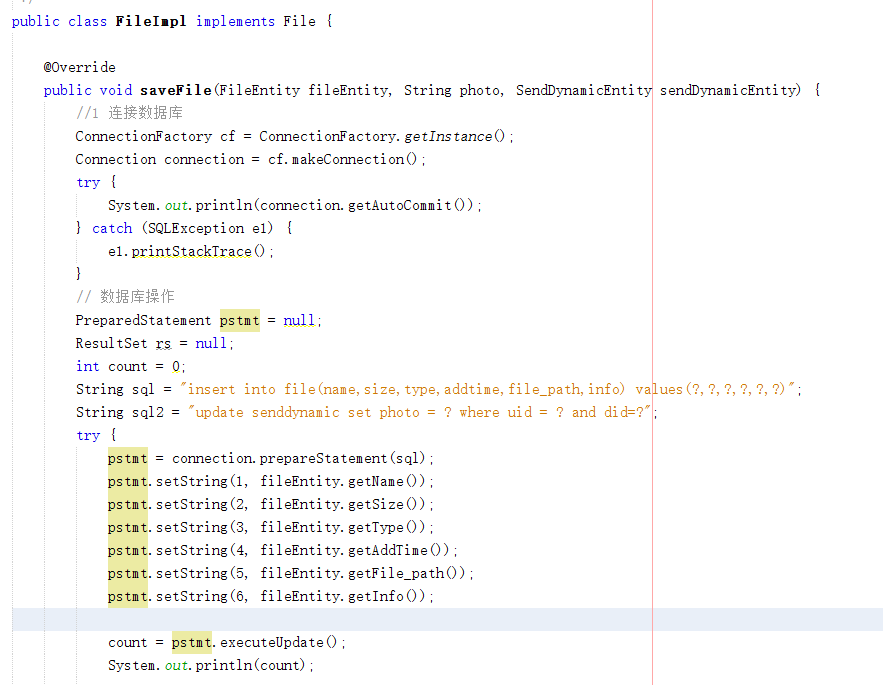 */
public class FileImpl implements File {
@Override
public void saveFile(FileEntity fileEntity, String photo, SendDynamicEntity sendDynamicEntity) {
//1 连接数据库
ConnectionFactory cf = ConnectionFactory.getInstance();
Connection connection = cf.makeConnection();
try {
System.out.println(connection.getAutoCommit());
} catch (SQLException e1) {
e1.printStackTrace();
}
// 数据库操作
PreparedStatement pstmt = null;
ResultSet rs = null;
int count = 0;
String sql = "insert into file(name,size,type,addtime,file_path,info) values(?,?,?,?,?,?)";
String sql2 = "update senddynamic set photo = ? where uid = ? and did=?";
try {
pstmt = connection.prepareStatement(sql);
pstmt.setString(1, fileEntity.getName());
pstmt.setString(2, fileEntity.getSize());
pstmt.setString(3, fileEntity.getType());
pstmt.setString(4, fileEntity.getAddTime());
pstmt.setString(5, fileEntity.getFile_path());
pstmt.setString(6, fileEntity.getInfo());
count = pstmt.executeUpdate();
System.out.println(count);